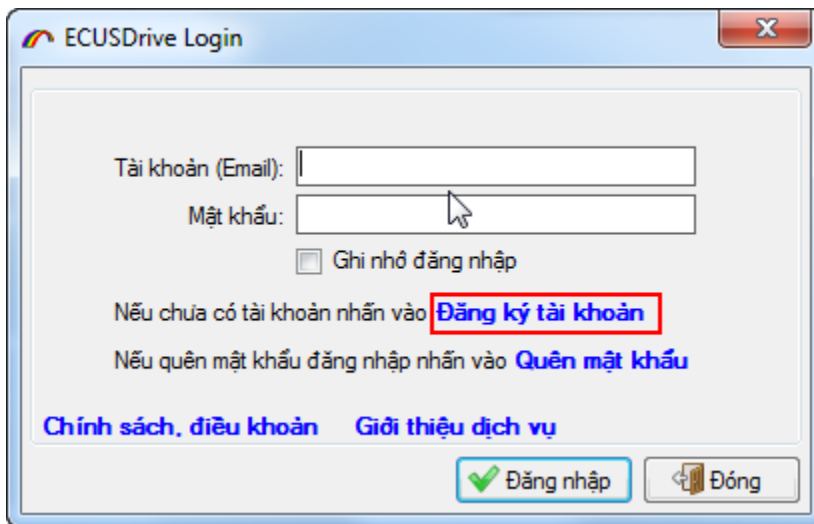 ECUSDrive Login
Tài khoản (Email):
Mật khẩu:
Ghi nhớ đăng nhập
Nếu chưa có tài khoản nhấn vào Đăng ký tài khoản
Nếu quên mật khẩu đăng nhập nhấn vào Quên mật khẩu
Chính sách, điều khoản Giới thiệu dịch vụ
Đăng nhập Đóng